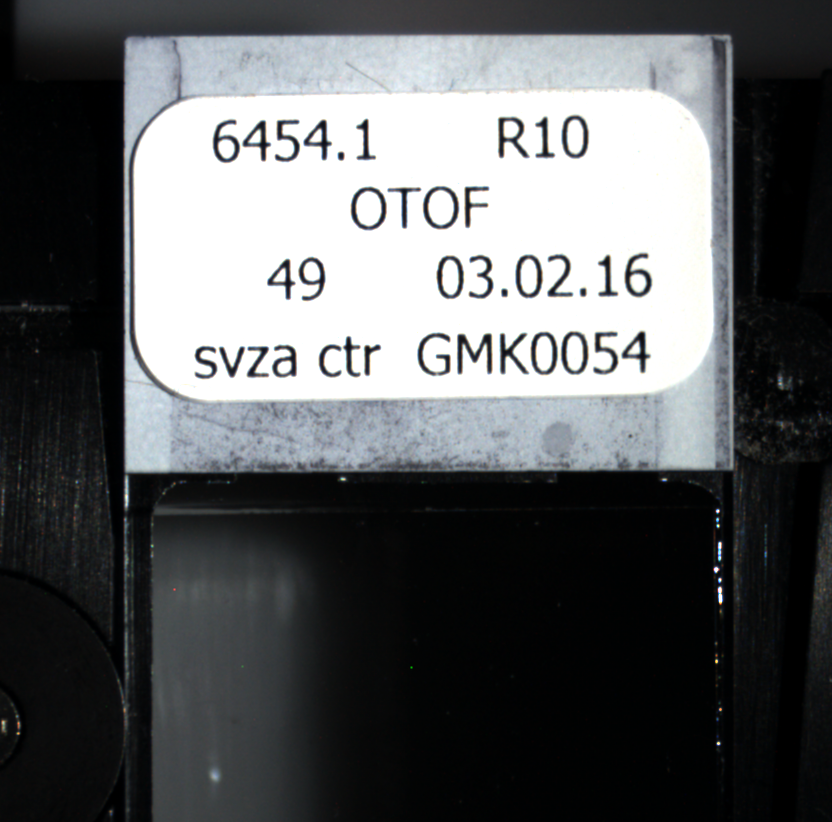 6454.1 R10
OTOF
49 03.02.16
svza ctr GMK0054